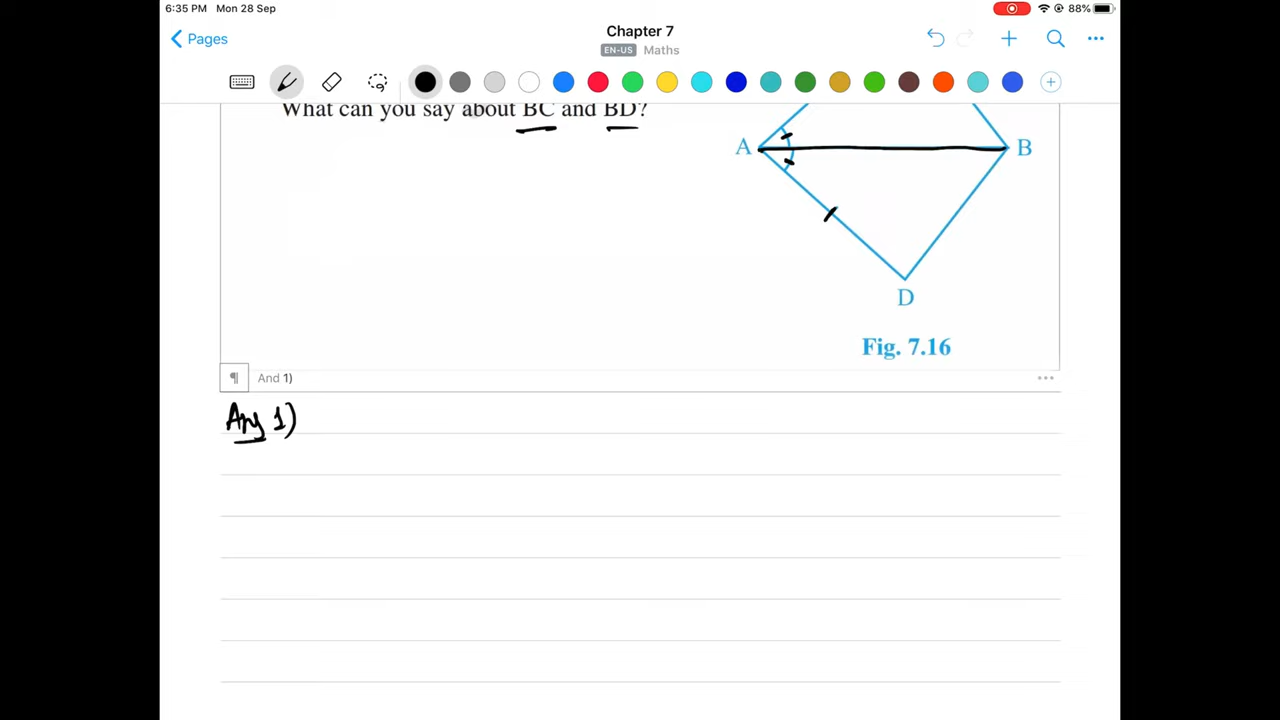 6:35 PM Mon 28 Sep
88%
Pages
Chapter 7
EN-US Maths
What can you say about BC and BD?
A
B
D
Fig. 7.16
And 1)
Ans 1)